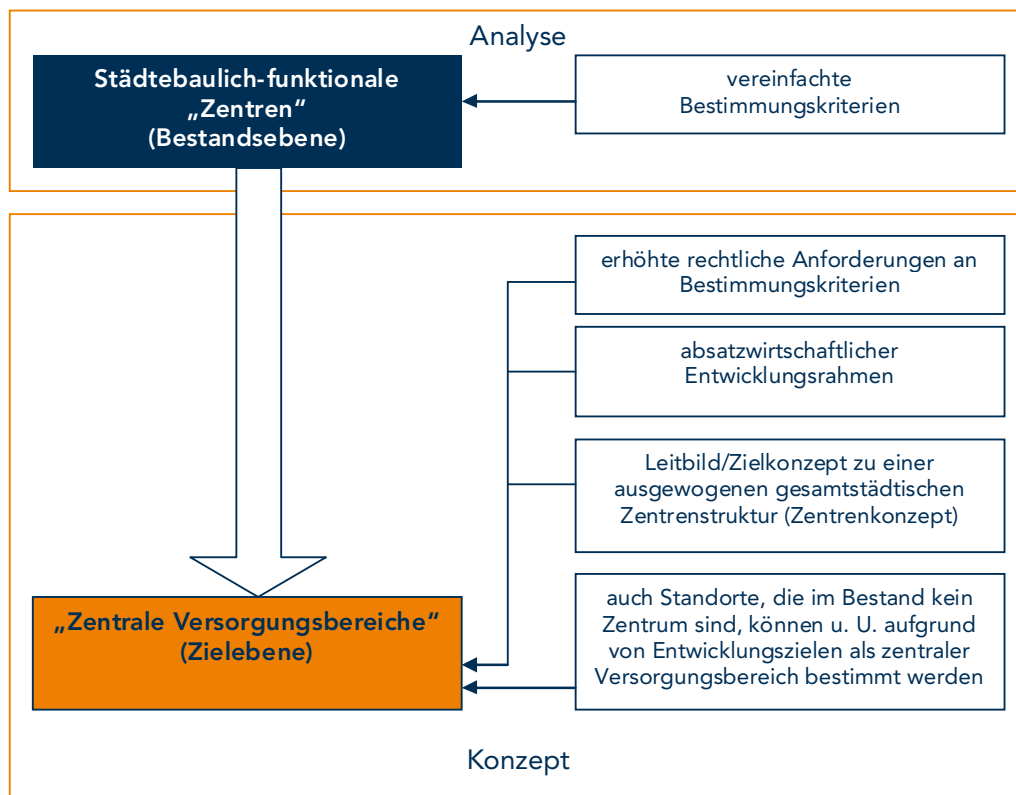 Analyse
Städtebaulich-funktionale
„Zentren“
(Bestandsebene)
vereinfachte
Bestimmungskriterien
erhöhte rechtliche Anforderungen an
Bestimmungskriterien
absatzwirtschaftlicher
Entwicklungsrahmen
Leitbild/Zielkonzept zu einer
ausgewogenen gesamtstädtischen
Zentrenstruktur (Zentrenkonzept)
„Zentrale Versorgungsbereiche“
(Zielebene)
auch Standorte, die im Bestand kein
Zentrum sind, können u. U. aufgrund
von Entwicklungszielen als zentraler
Versorgungsbereich bestimmt werden
Konzept